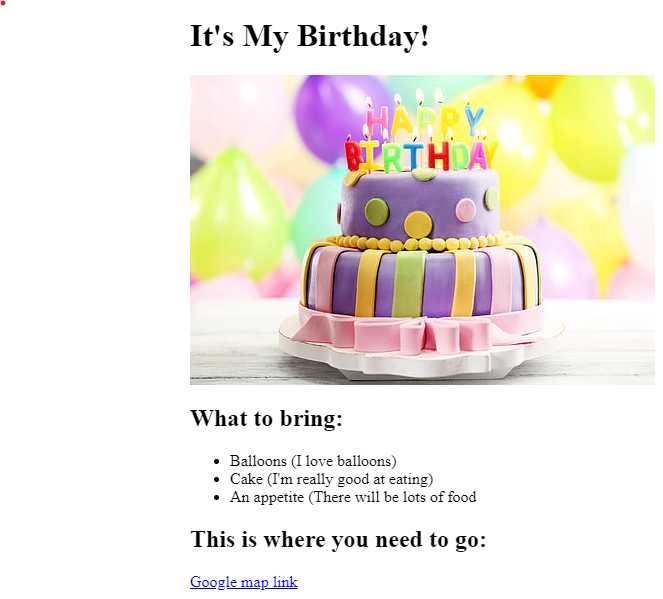 It's My Birthday!
HAPPY
BIRTHDAY
What to bring:
Balloons (I love balloons)
Cake (I'm really good at eating)
An appetite (There will be lots of food
This is where you need to go:
Google map link